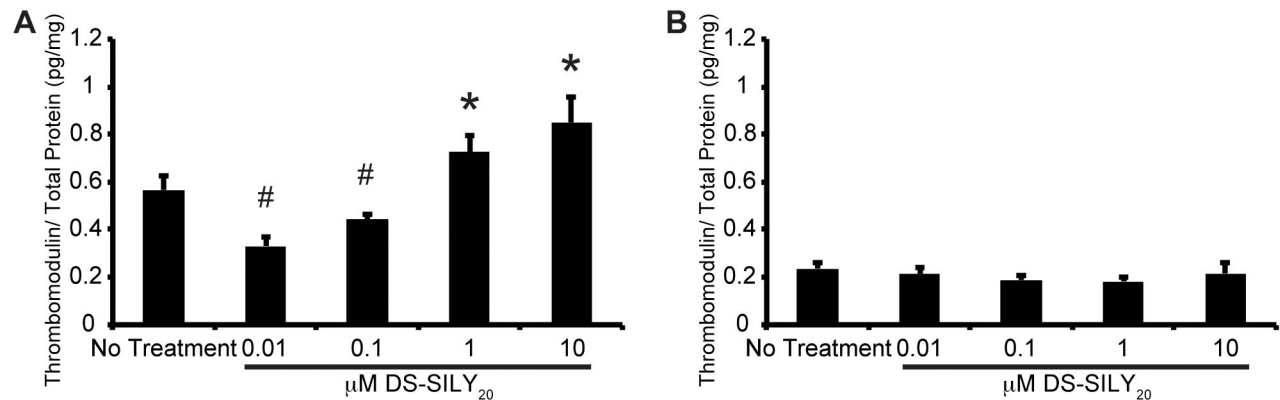 A
Thrombomodulin/ Total Protein (pg/mg)
1.2
1
0.8
0.6
0.4
0.2
0
#
#
*
*
No Treatment 0.01 0.1 1 10
µM DS-SILY20
B
Thrombomodulin/ Total Protein (pg/mg)
1.2
1
0.8
0.6
0.4
0.2
0
No Treatment 0.01 0.1 1 10
µM DS-SILY20